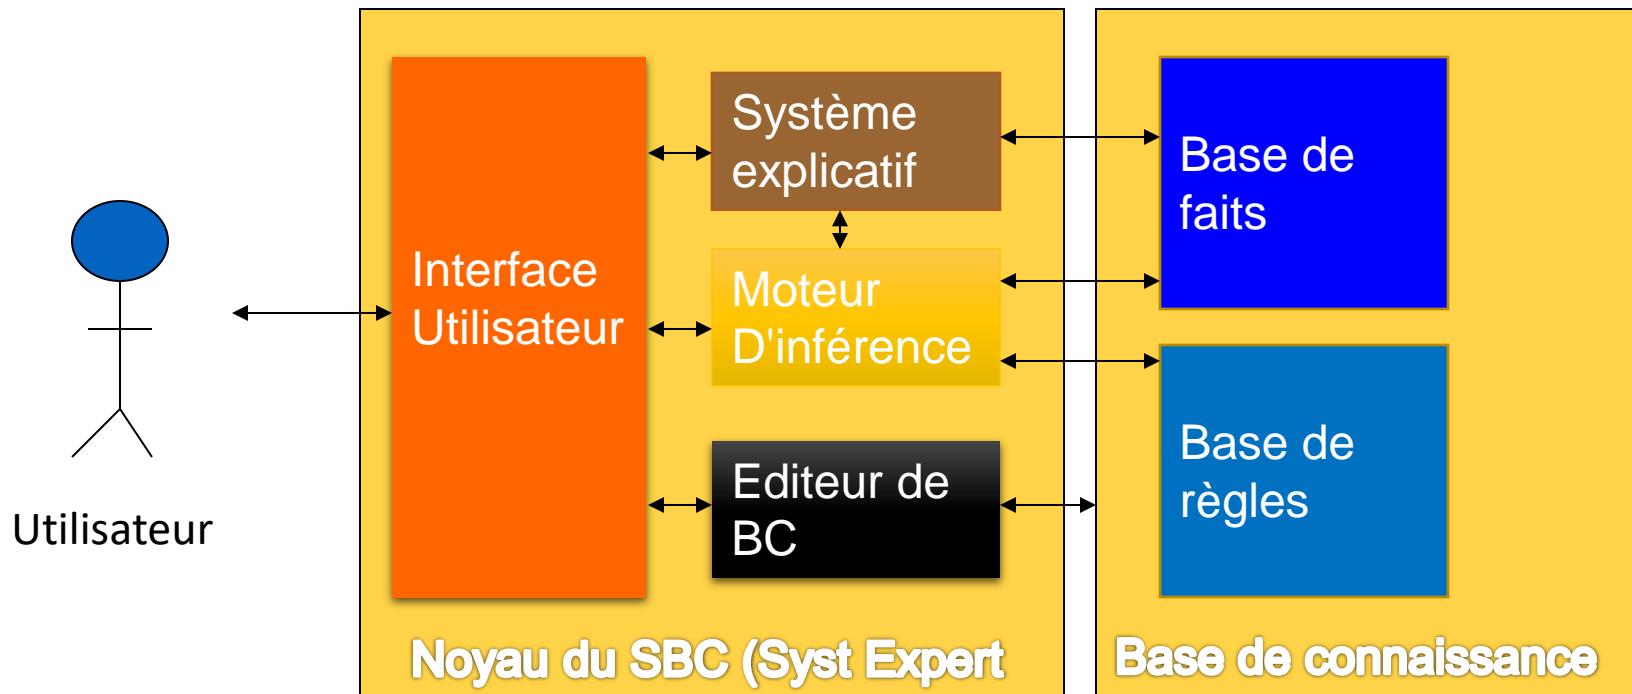 Utilisateur
Interface
Utilisateur
Système
explicatif
Moteur
D'inférence
Editeur de
BC
Noyau du SBC (Syst Expert
Base de
faits
Base de
règles
Base de connaissance